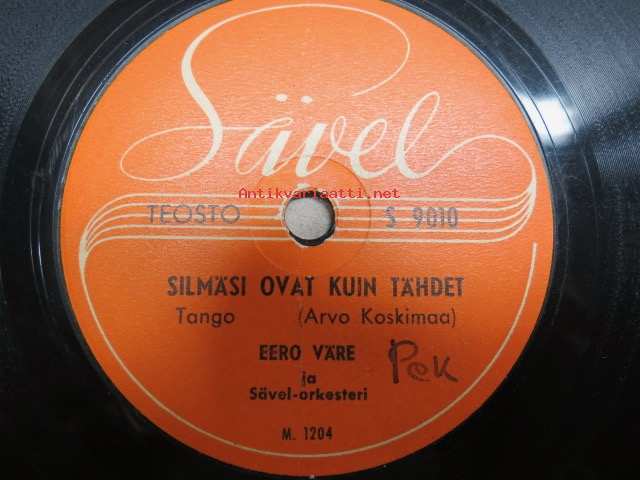 Sävel
Antikvariaatti.net
TEOSTO S 9010
SILMÄSI OVAT KUIN TÄHDET
Tango (Arvo Koskimaa)
EERO VÄRE
ja
Sävel-orkesteri
Pek
M. 1204